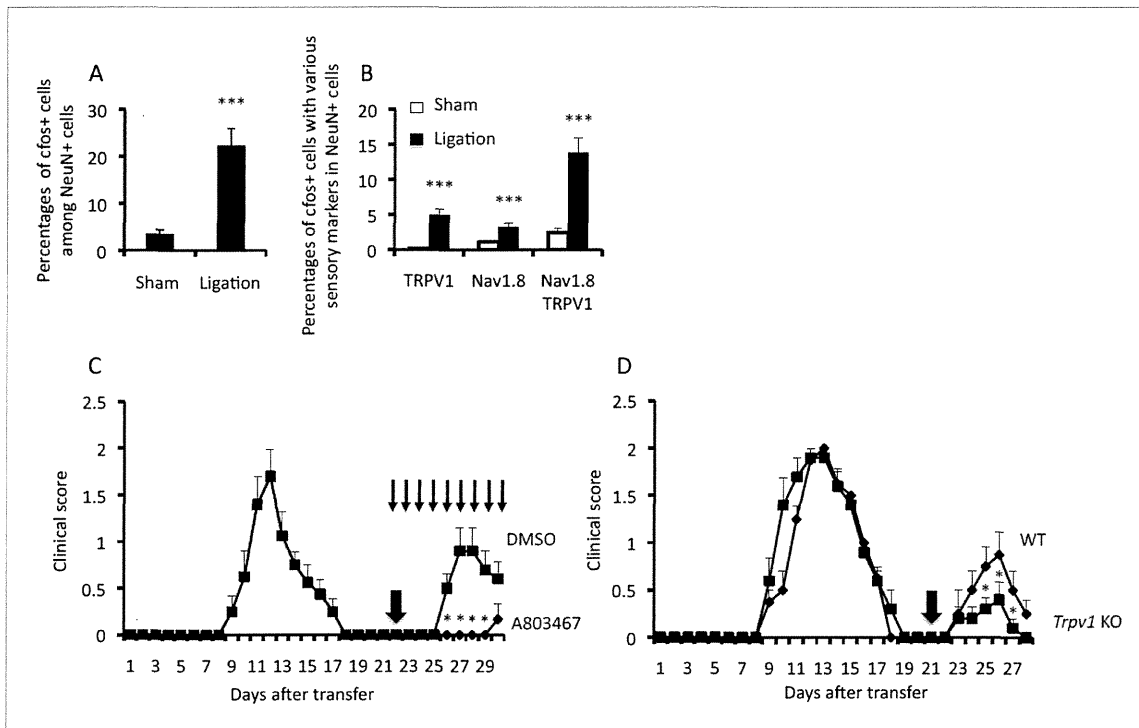 A
Percentages of cfos+ cells
among NeuN+ cells
30
20
10
0
***
Sham
Ligation
B
Percentages of cfos+ cells with various
sensory markers in NeuN+ cells
20
15
10
5
0
Sham
Ligation
***
***
***
TRPV1
Nav1.8
Nav1.8
TRPV1
C
Clinical score
2.5
2
1.5
1
0.5
0
DMSO
* * * *
A803467
1 3 5 7 9 11 13 15 17 19 21 23 25 27 29
Days after transfer
D
Clinical score
2.5
2
1.5
1
0.5
0
WT
* * *
Trpv1 KO
1 3 5 7 9 11 13 15 17 19 21 23 25 27
Days after transfer